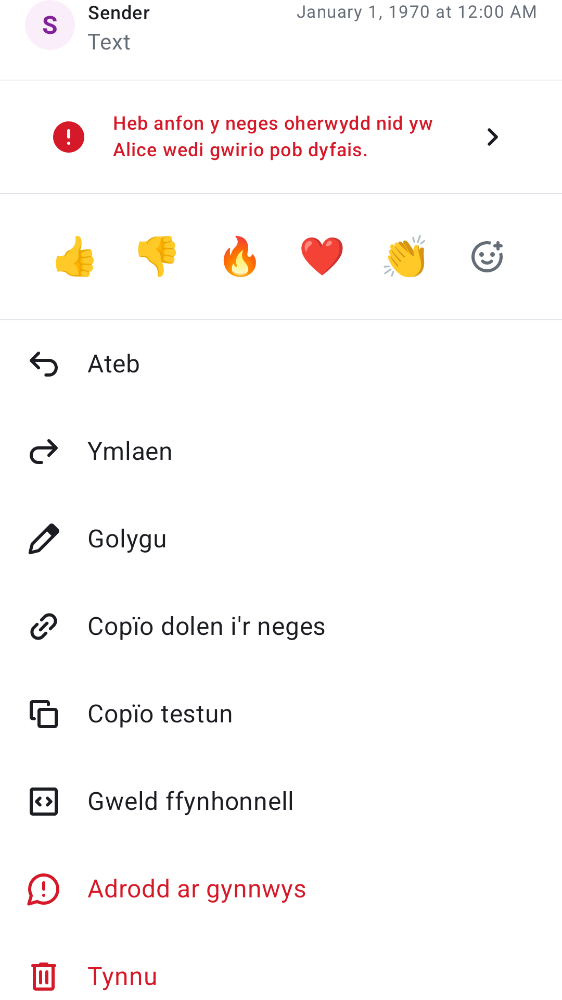 S
Sender
January 1, 1970 at 12:00 AM
Text
Heb anfon y neges oherwydd nid yw
Alice wedi gwirio pob dyfais.
Ateb
Ymlaen
Golygu
Copïo dolen i'r neges
Copïo testun
Gweld ffynhonnell
Adrodd ar gynnwys
Tynnu